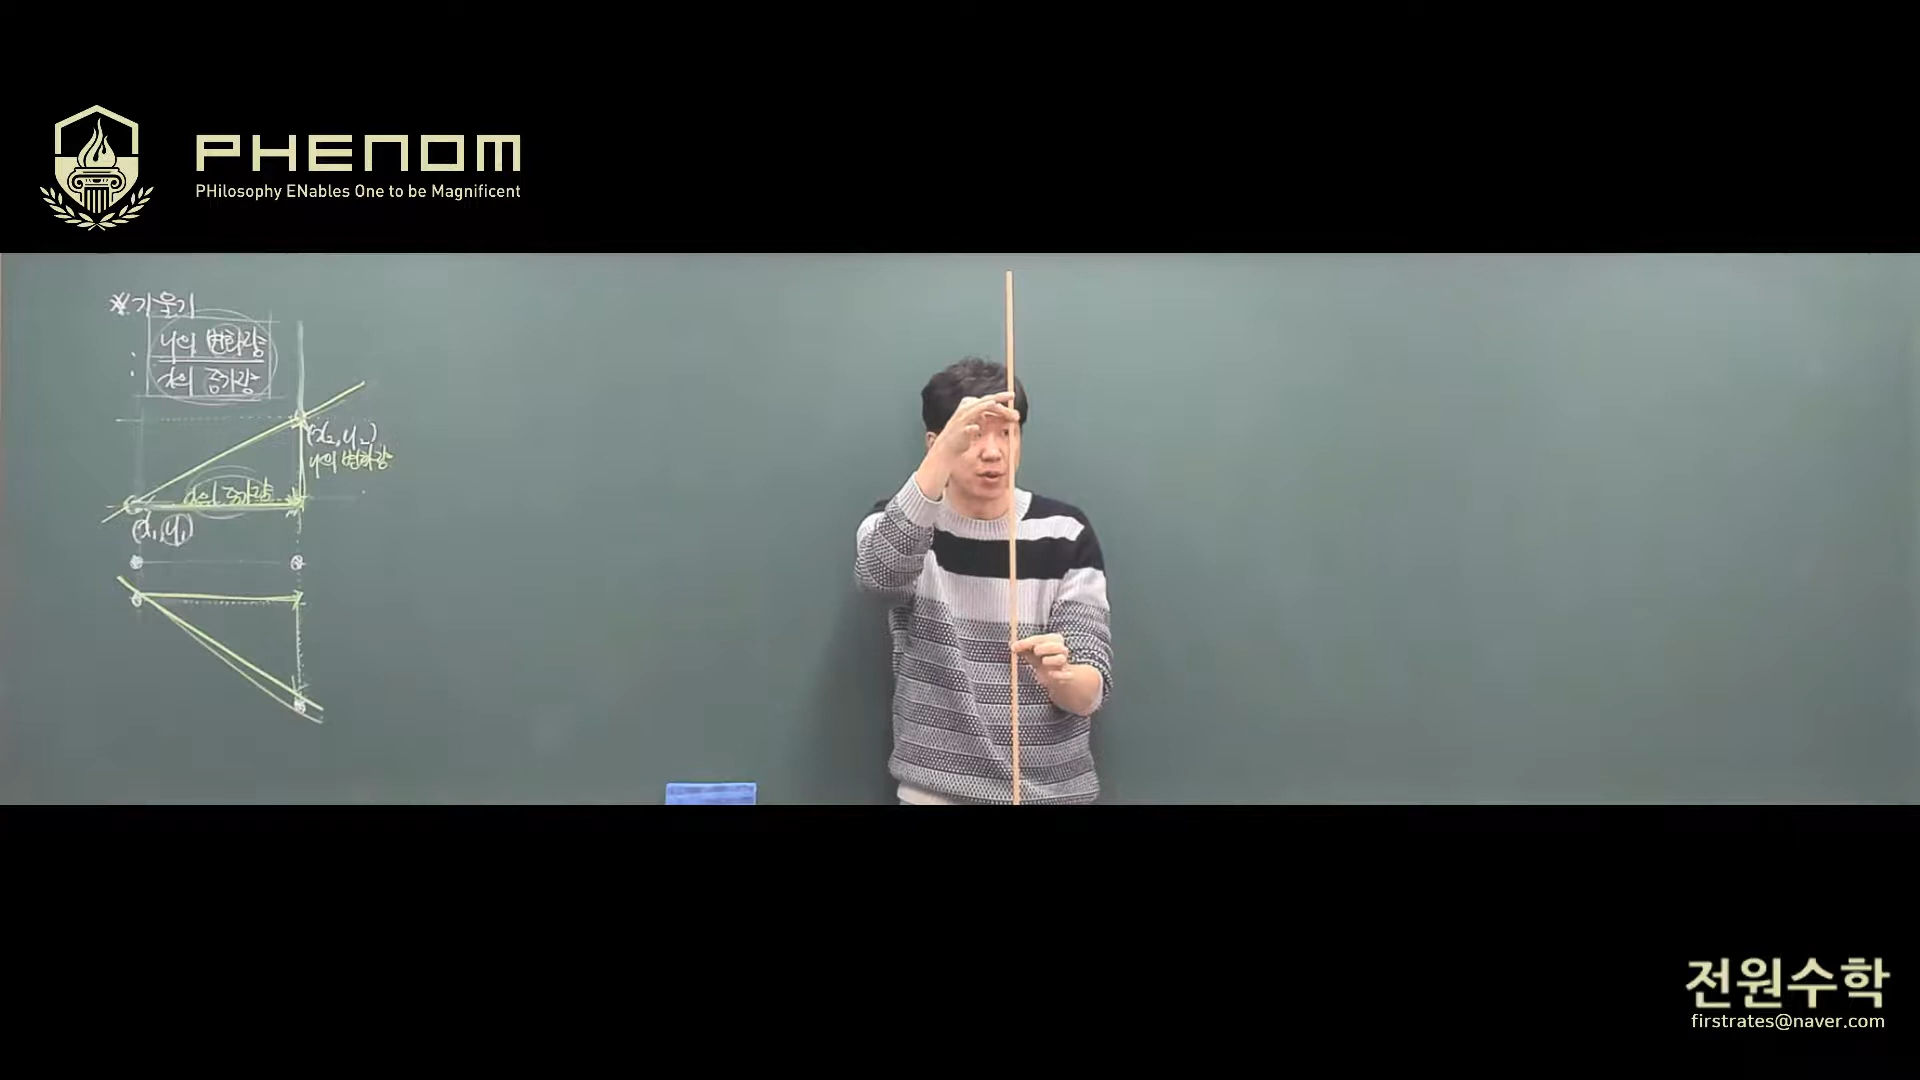 PHENOM
PHilosophy ENables One to be Magnificent
※ 기울기
: y의 변화량
x의 증가량
(x₂, y₂)
y의 변화량
x의 증가량
(x₁, y₁)
전원수학
firstrates@naver.com